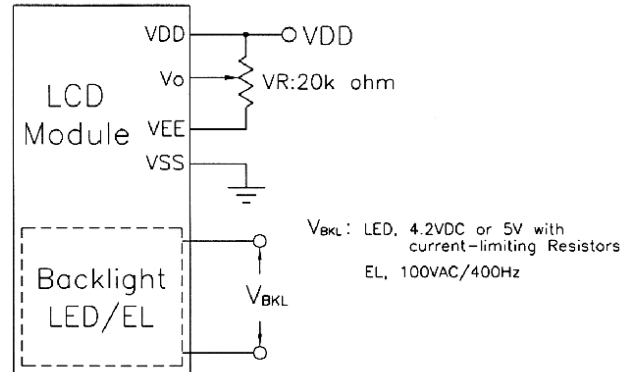 VDD
VDD
Vo
VR:20k ohm
LCD
Module
VEE
VSS
VBKL: LED, 4.2VDC or 5V with
current-limiting Resistors
EL, 100VAC/400Hz
Backlight
LED/EL
VBKL